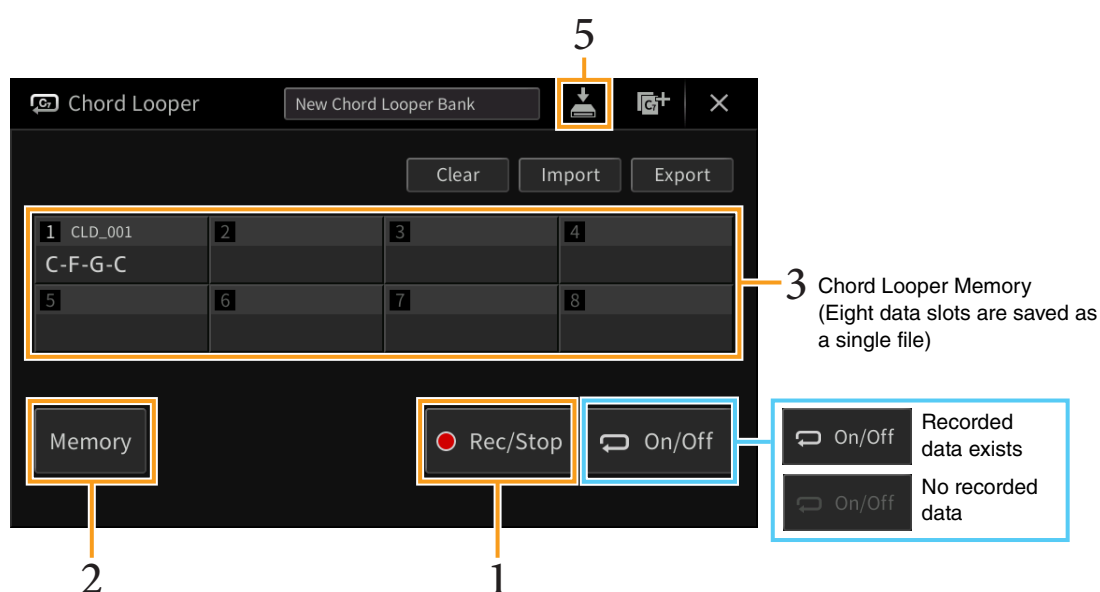 5
Chord Looper
New Chord Looper Bank
C7
Clear
Import
Export
1 CLD_001
C-F-G-C
2
3
4
5
6
7
8
3 Chord Looper Memory
(Eight data slots are saved as
a single file)
Memory
Rec/Stop
On/Off
On/Off
Recorded
data exists
On/Off
No recorded
data
2
1